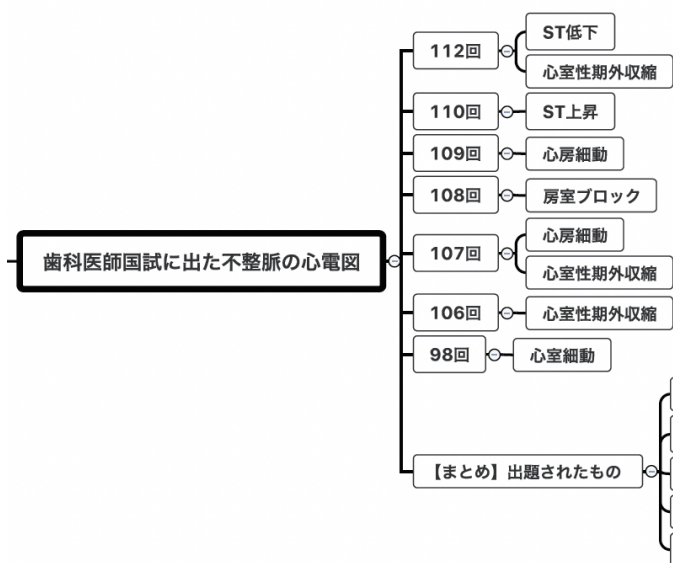 歯科医師国試に出た不整脈の心電図
112回
ST低下
心室性期外収縮
110回
ST上昇
109回
心房細動
108回
房室ブロック
107回
心房細動
心室性期外収縮
106回
心室性期外収縮
98回
心室細動
【まとめ】出題されたもの